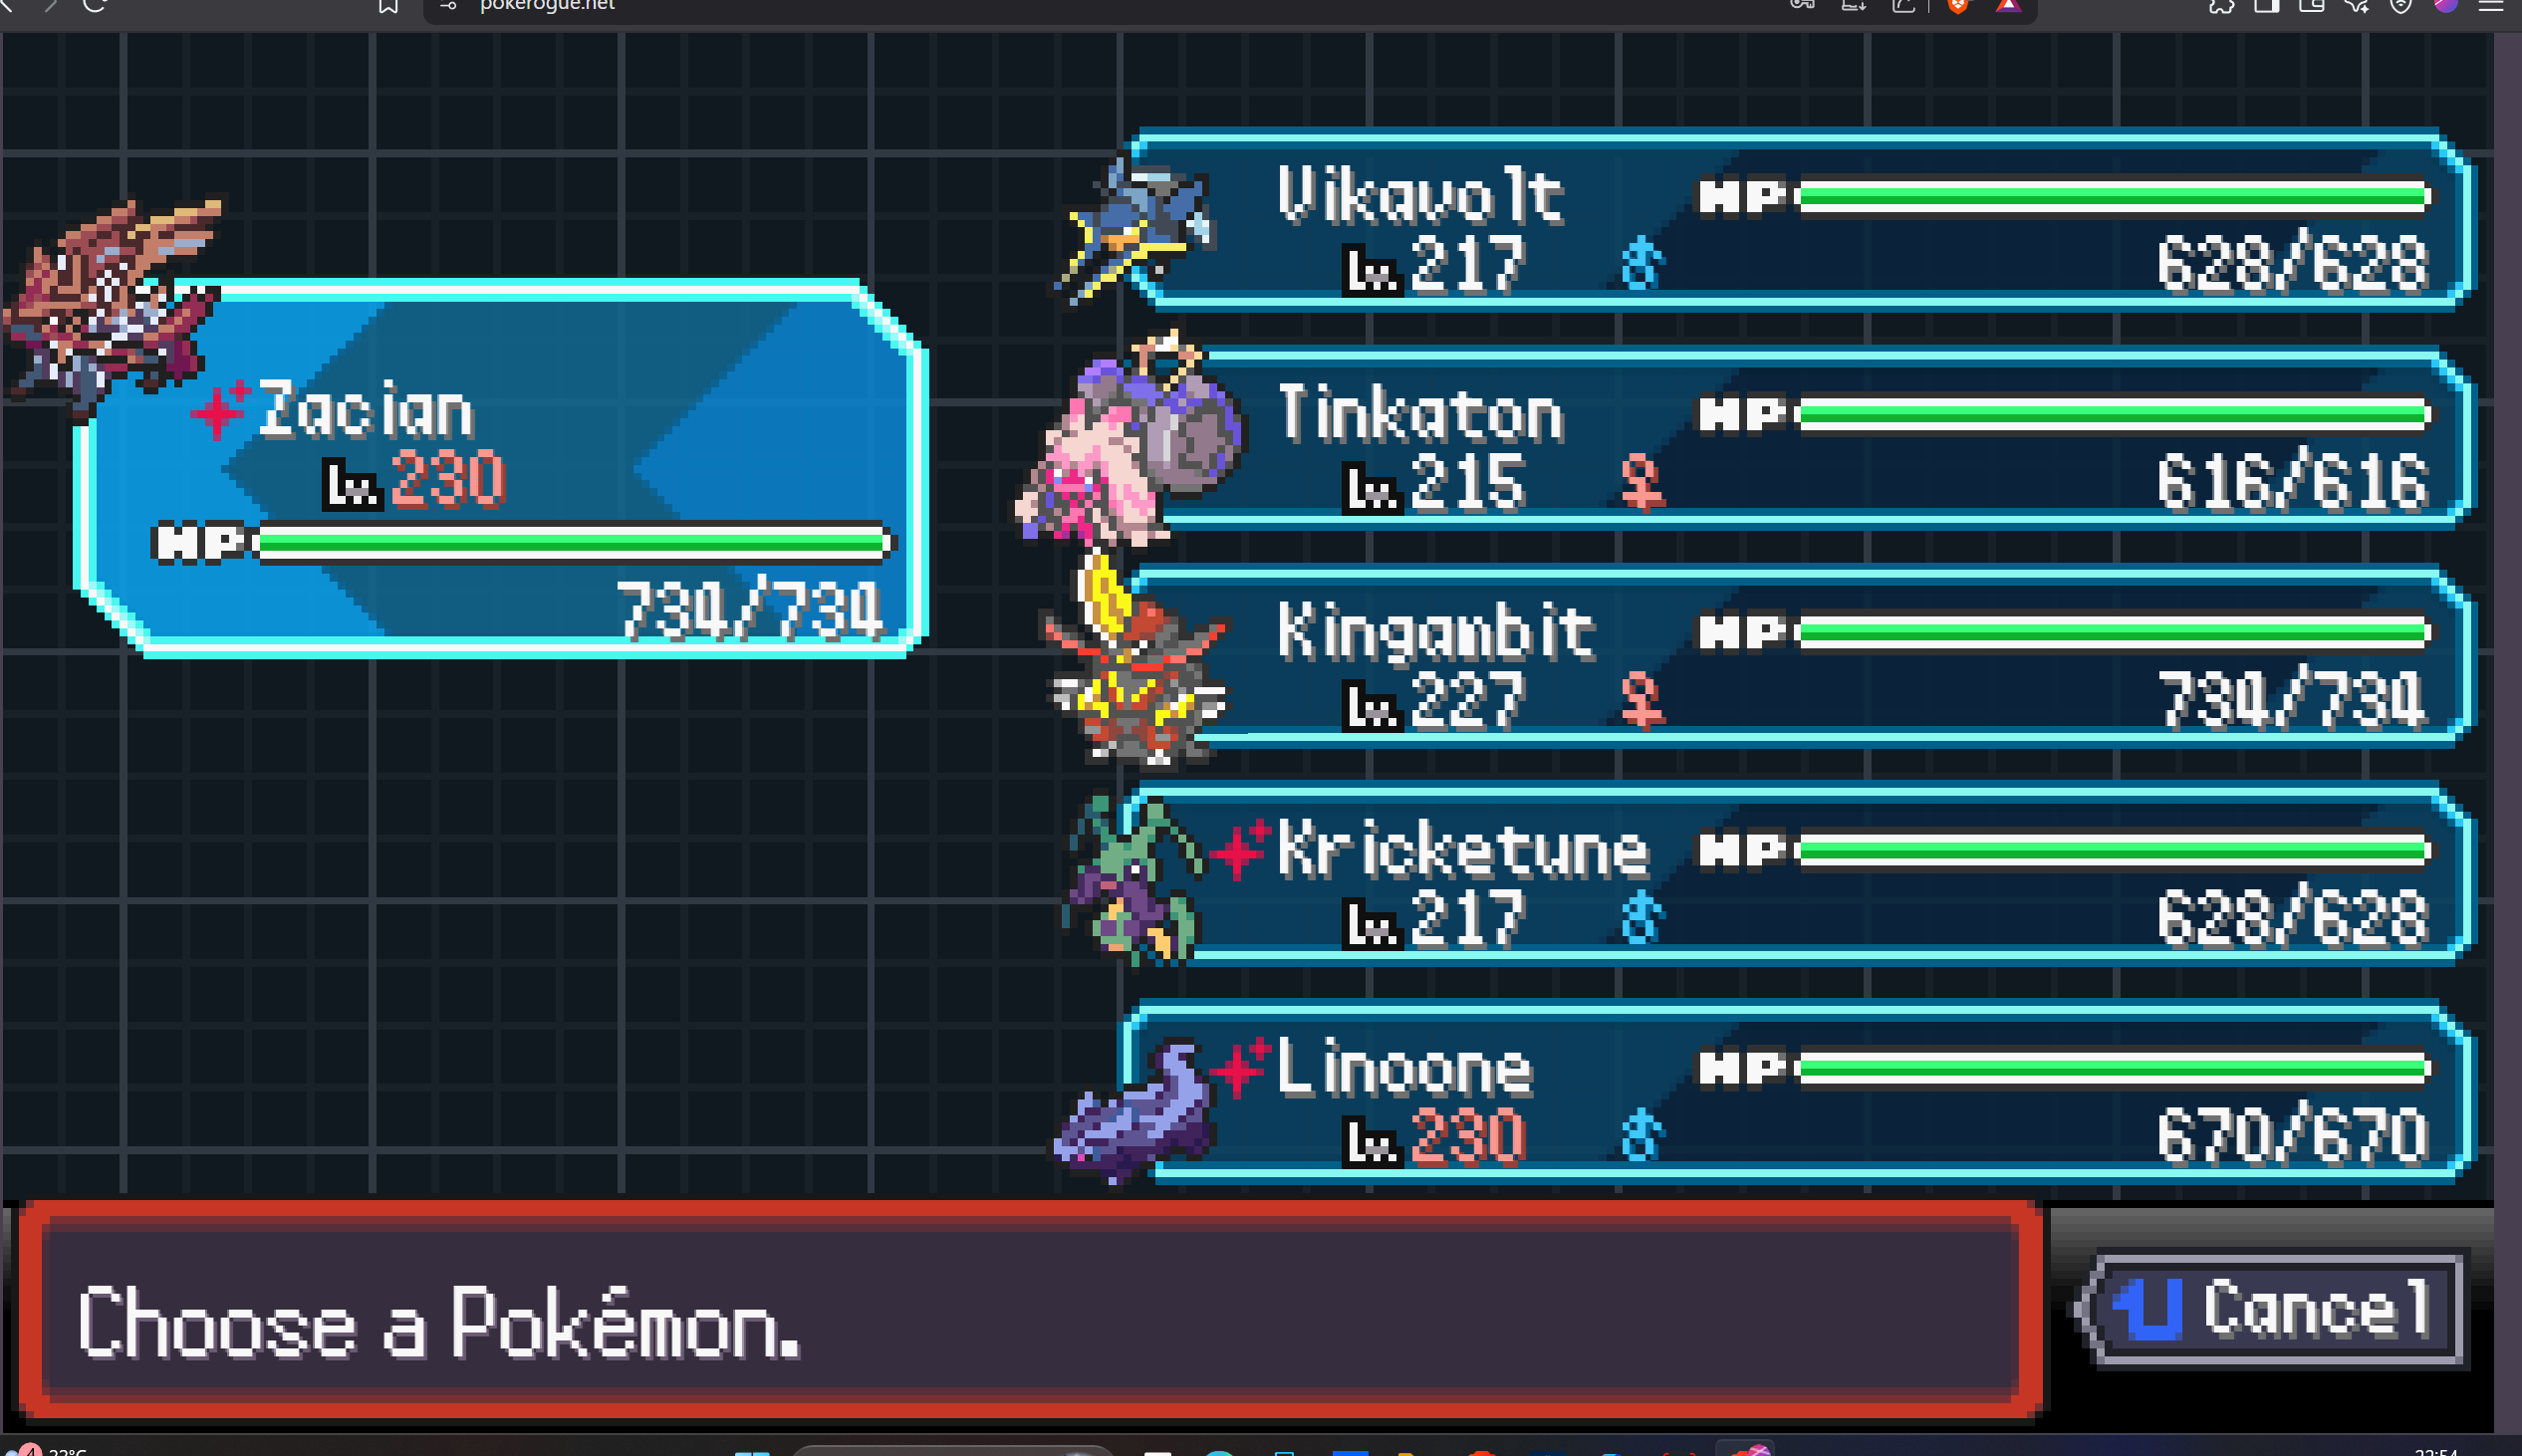 pokerogue.net
Zacian
Lv.230
HP
734/734
Vikavolt
HP
Lv.217
628/628
Tinkaton
HP
Lv.215
616/616
Kingambit
HP
Lv.227
734/734
Kricketune
HP
Lv.217
628/628
Linoone
HP
Lv.230
670/670
Choose a Pokémon.
Cancel
4